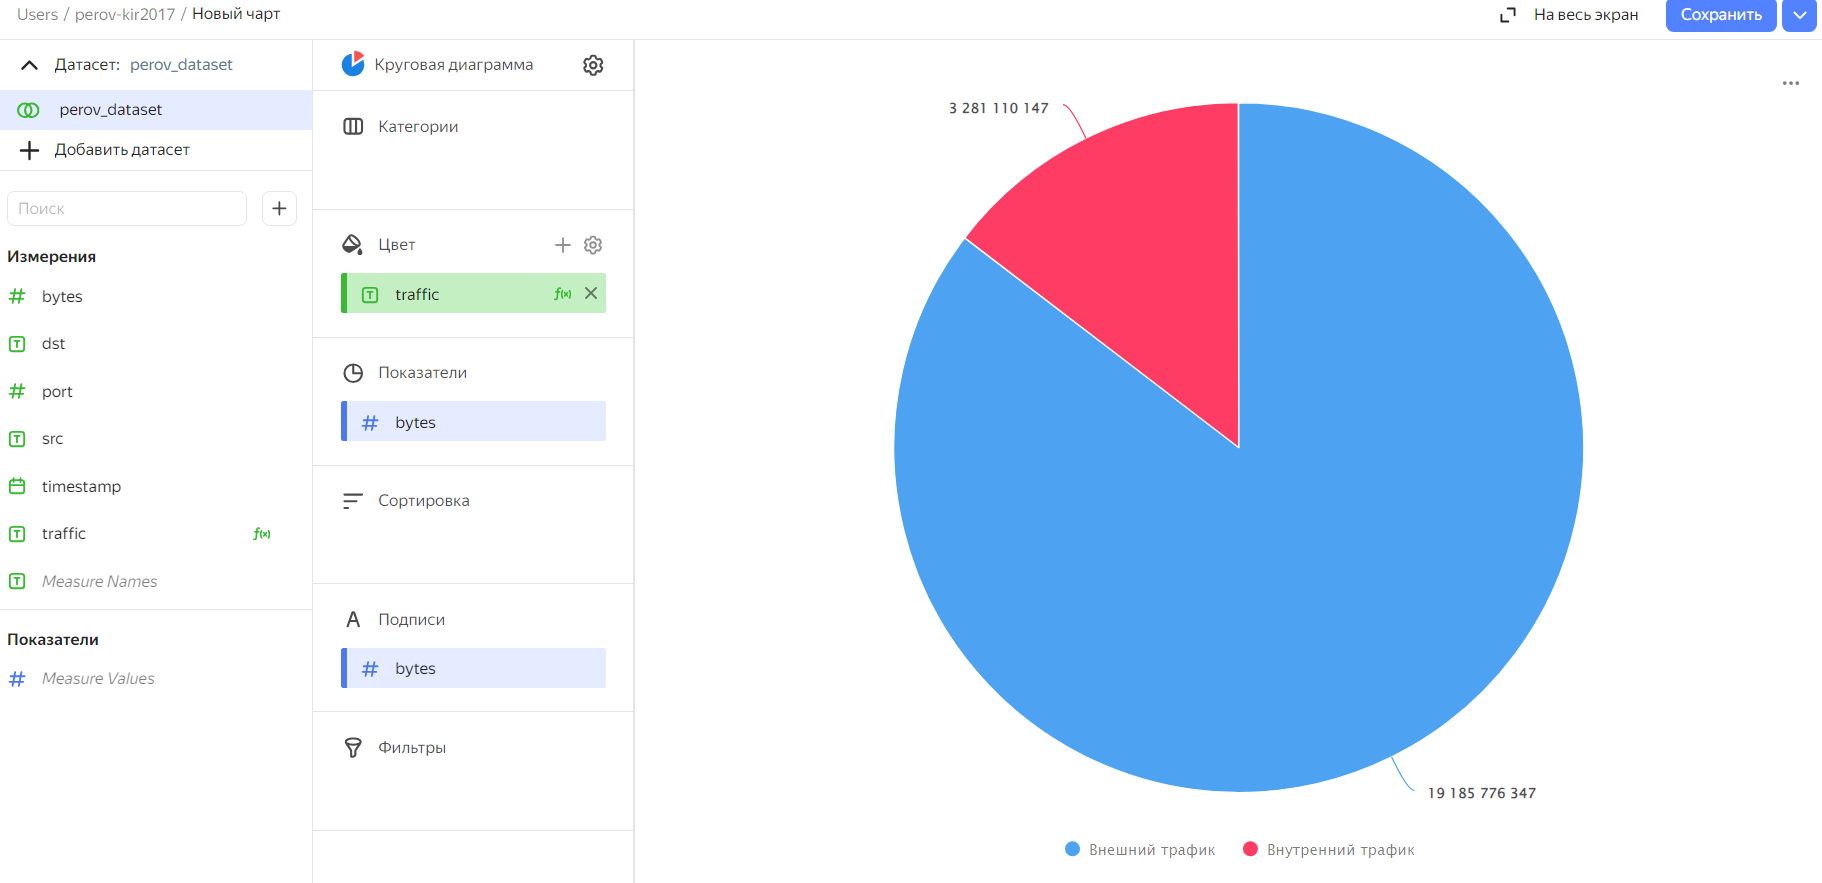 Users / perov-kir2017 / Новый чарт
На весь экран
Сохранить
Датасет: perov_dataset
perov_dataset
Добавить датасет
Поиск
Измерения
bytes
dst
port
src
timestamp
traffic
Measure Names
Показатели
Measure Values
Круговая диаграмма
Категории
Цвет
traffic
Показатели
bytes
Сортировка
Подписи
bytes
Фильтры
3 281 110 147
19 185 776 347
Внешний трафик
Внутренний трафик